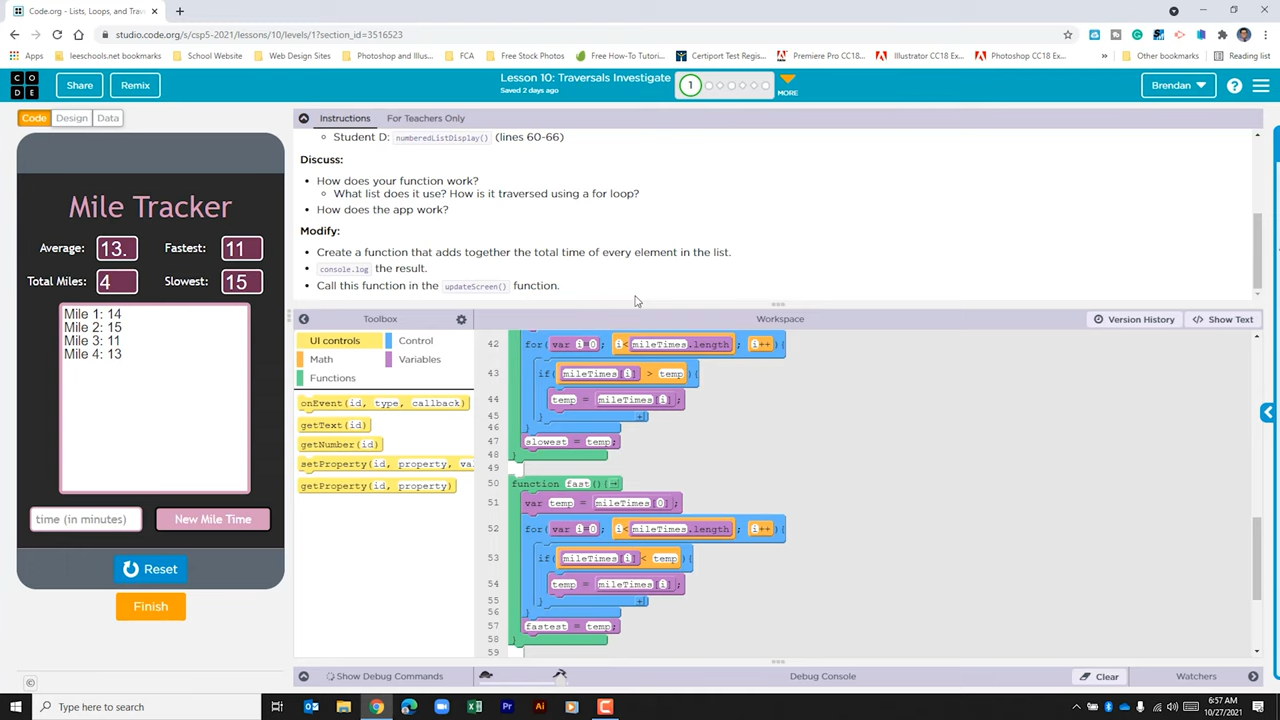 Code.org - Lists, Loops, and Trav
studio.code.org/s/csp5-2021/lessons/10/levels/1?section_id=3516523
Apps leeschools.net bookmarks School Website Web Design Sites Photoshop and Illus... FCA Free Stock Photos Free How-To Tutori... Certiport Test Regis... Premiere Pro CC18... Illustrator CC18 Ex... Photoshop CC18 Ex... » Other bookmarks Reading list
CO
DE
Share
Remix
Lesson 10: Traversals Investigate
Saved 2 days ago
1
MORE
Brendan
Code
Design
Data
Instructions
For Teachers Only
Student D: numberedListDisplay() (lines 60-66)
Discuss:
How does your function work?
What list does it use? How is it traversed using a for loop?
How does the app work?
Modify:
Create a function that adds together the total time of every element in the list.
console.log the result.
Call this function in the updateScreen() function.
Mile Tracker
Average: 13. Fastest: 11
Total Miles: 4 Slowest: 15
Mile 1: 14
Mile 2: 15
Mile 3: 11
Mile 4: 13
time (in minutes)
New Mile Time
Reset
Finish
Toolbox
Workspace
Version History
</> Show Text
UI controls
Control
Math
Variables
Functions
onEvent(id, type, callback)
getText(id)
getNumber(id)
setProperty(id, property, val
getProperty(id, property)
42 for(var i=0; i<mileTimes.length; i++){
43 if(mileTimes[i] > temp){
44 temp = mileTimes[i];
45 }
46 }
47 slowest = temp;
48 }
49
50 function fast(){
51 var temp = mileTimes[0];
52 for(var i=0; i<mileTimes.length; i++){
53 if(mileTimes[i] < temp){
54 temp = mileTimes[i];
55 }
56 }
57 fastest = temp;
58 }
59
Show Debug Commands
Debug Console
Clear
Watchers
Type here to search
6:57 AM
10/27/2021